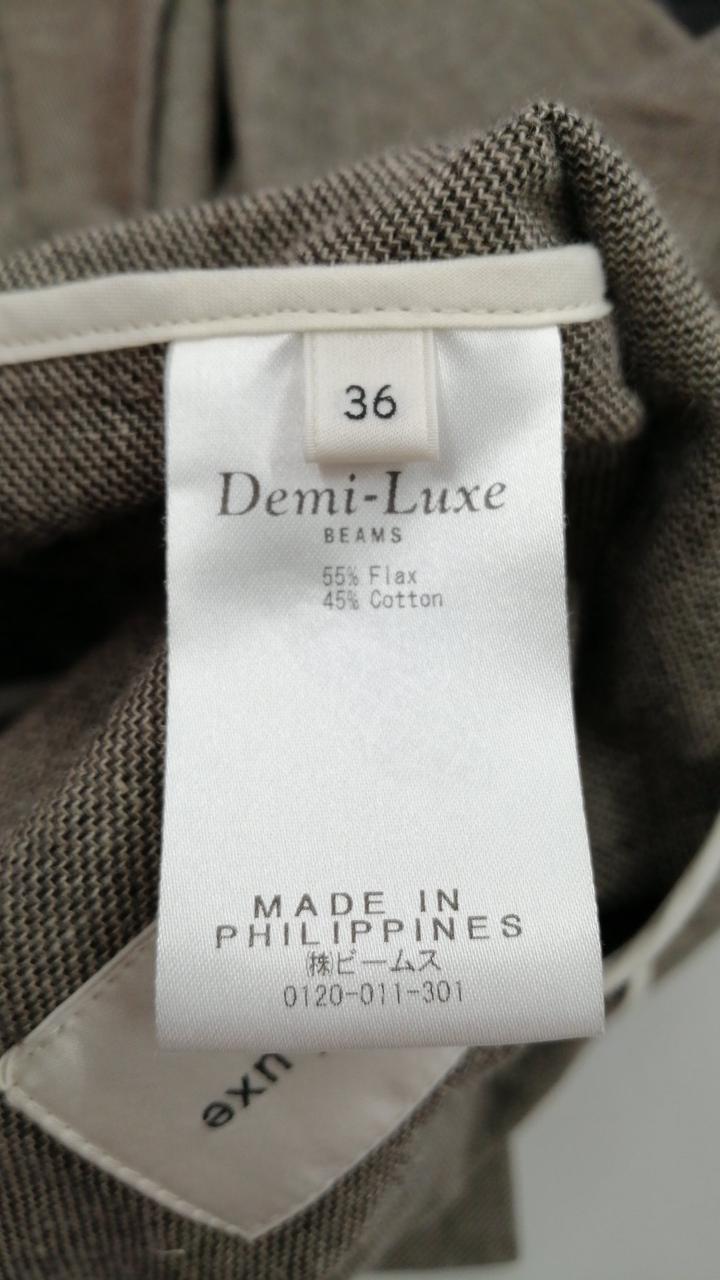 36
Demi-Luxe
BEAMS
55% Flax
45% Cotton
MADE IN
PHILIPPINES
㈱ビームス
0120-011-301
uxe